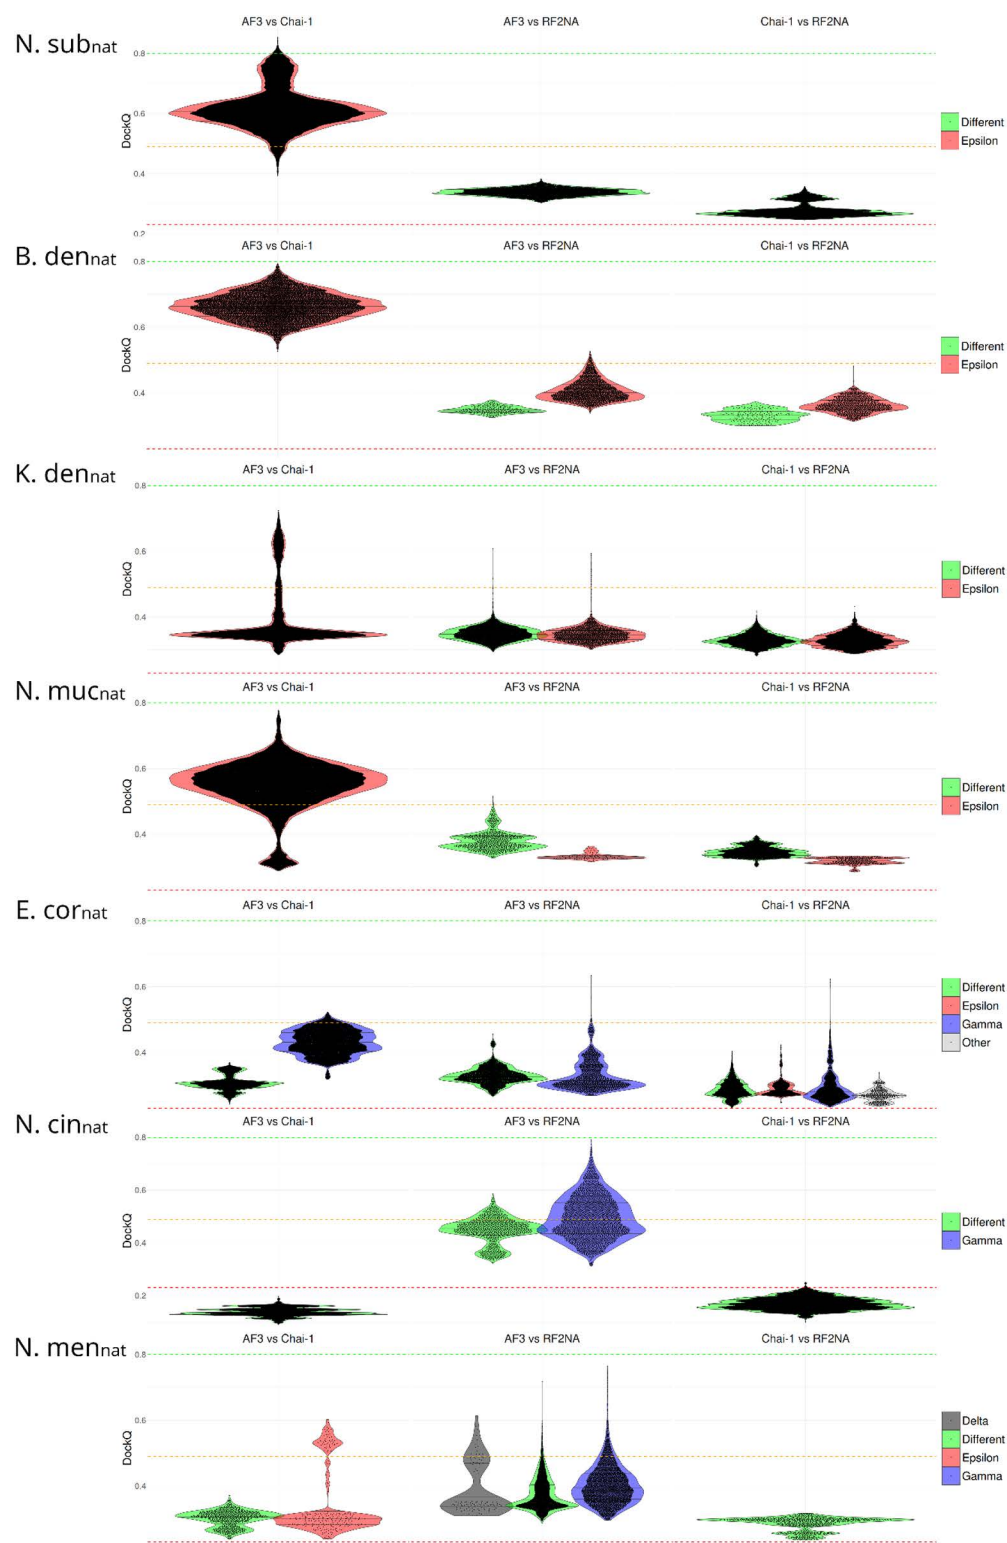 AF3 vs Chai-1 AF3 vs RF2NA Chai-1 vs RF2NA
N. subnat
0.8
0.6
0.4
0.2
DockQ
Different
Epsilon
AF3 vs Chai-1 AF3 vs RF2NA Chai-1 vs RF2NA
B. dennat
0.8
0.6
0.4
DockQ
Different
Epsilon
AF3 vs Chai-1 AF3 vs RF2NA Chai-1 vs RF2NA
K. dennat
0.8
0.6
0.4
DockQ
Different
Epsilon
AF3 vs Chai-1 AF3 vs RF2NA Chai-1 vs RF2NA
N. mucnat
0.8
0.6
0.4
DockQ
Different
Epsilon
AF3 vs Chai-1 AF3 vs RF2NA Chai-1 vs RF2NA
E. cornat
0.8
0.6
0.4
DockQ
Different
Epsilon
Gamma
Other
AF3 vs Chai-1 AF3 vs RF2NA Chai-1 vs RF2NA
N. cinnat
0.8
0.6
0.4
0.2
DockQ
Different
Gamma
AF3 vs Chai-1 AF3 vs RF2NA Chai-1 vs RF2NA
N. mennat
0.8
0.6
0.4
DockQ
Delta
Different
Epsilon
Gamma